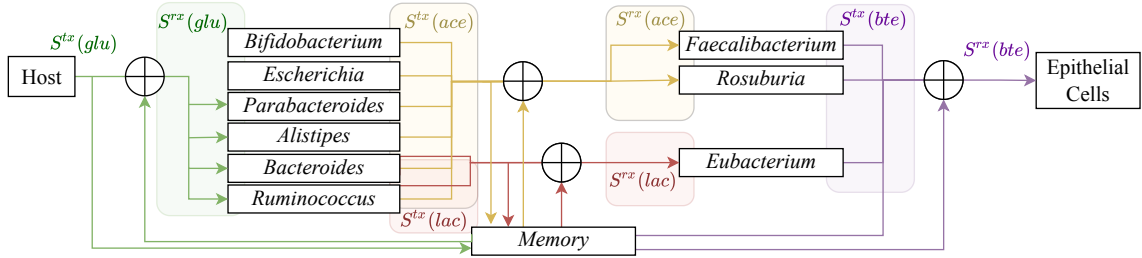 Host
S^{tx}(glu)
S^{rx}(glu)
Bifidobacterium
Escherichia
Parabacteroides
Alistipes
Bacteroides
Ruminococcus
S^{tx}(ace)
S^{tx}(lac)
Memory
S^{rx}(ace)
Faecalibacterium
Rosuburia
Eubacterium
S^{rx}(lac)
S^{tx}(bte)
S^{rx}(bte)
Epithelial
Cells